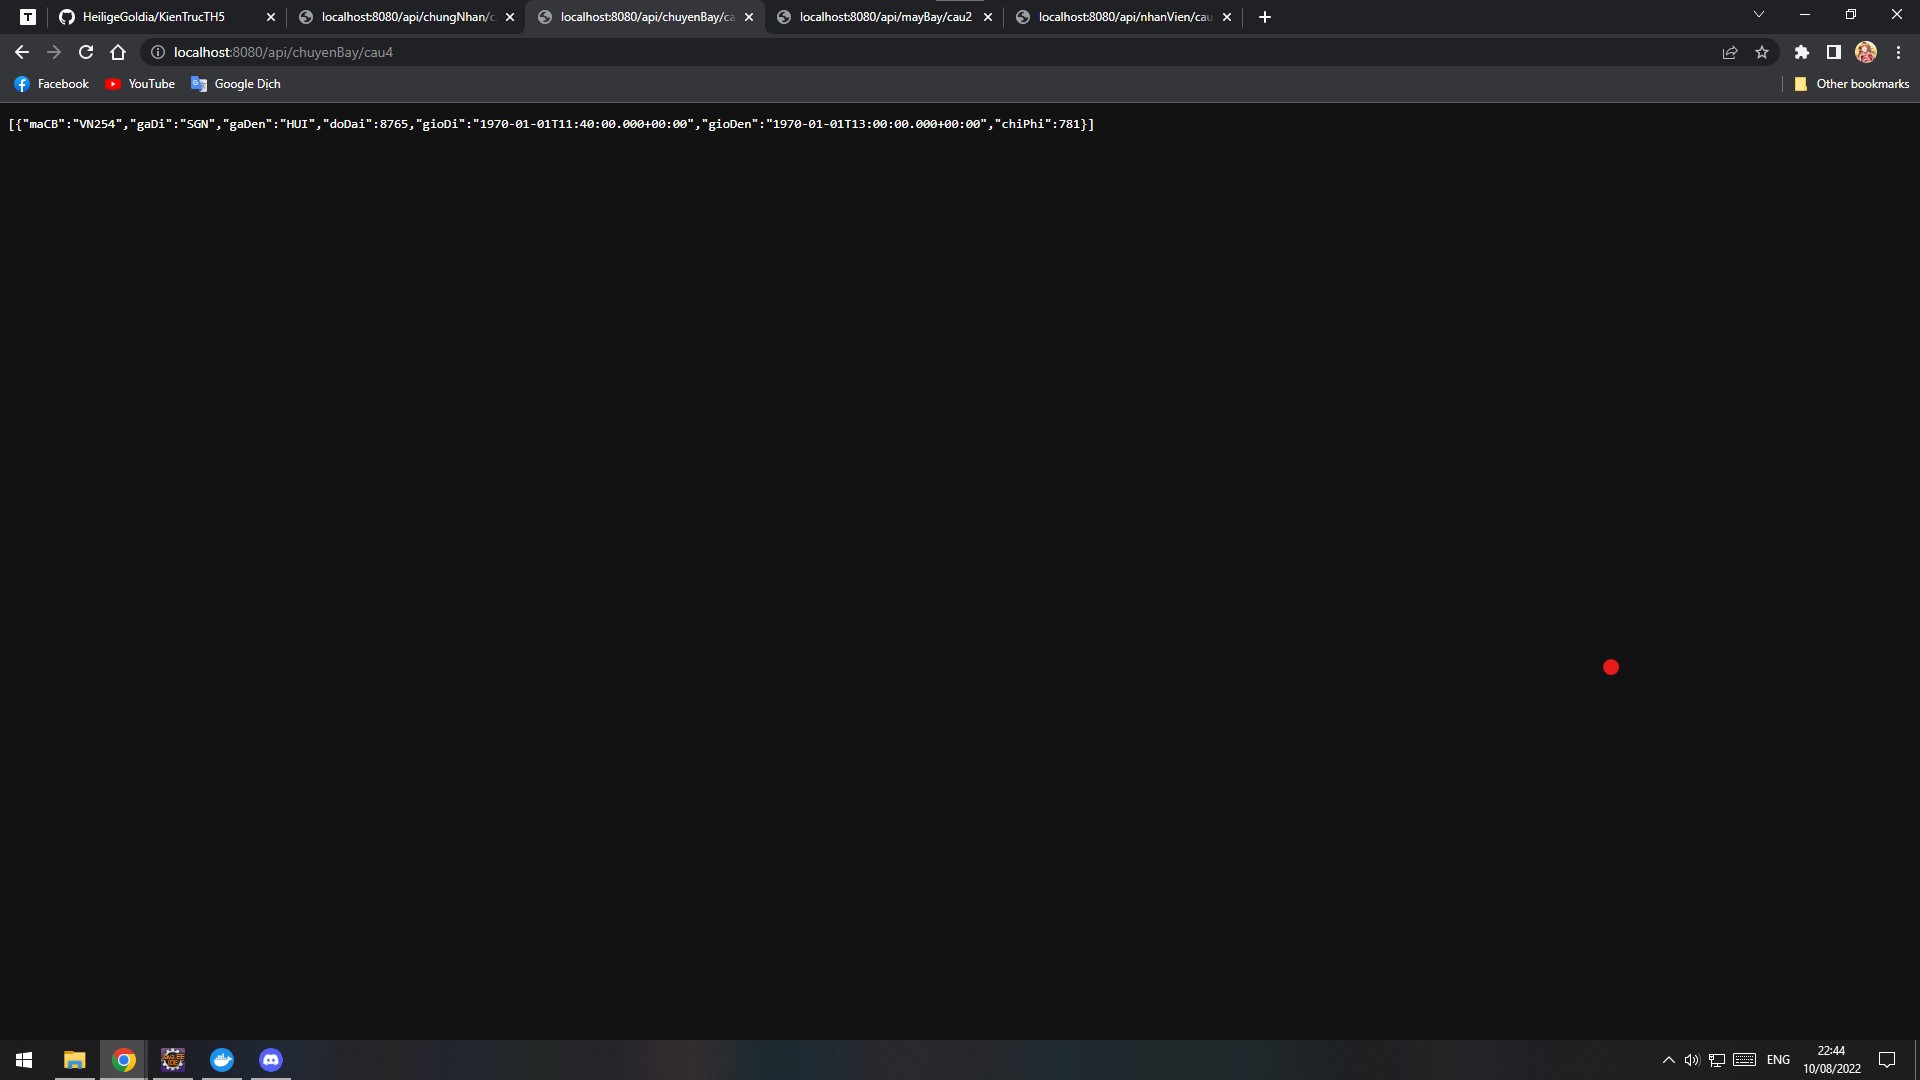 T
HeiligeGoldia/KienTrucTH5
localhost:8080/api/chungNhan/c
localhost:8080/api/chuyenBay/ca
localhost:8080/api/mayBay/cau2
localhost:8080/api/nhanVien/cau
localhost:8080/api/chuyenBay/cau4
Facebook
YouTube
Google Dịch
Other bookmarks
[{"maCB":"VN254","gaDi":"SGN","gaDen":"HUI","doDai":8765,"gioDi":"1970-01-01T11:40:00.000+00:00","gioDen":"1970-01-01T13:00:00.000+00:00","chiPhi":781}]
ENG
22:44
10/08/2022